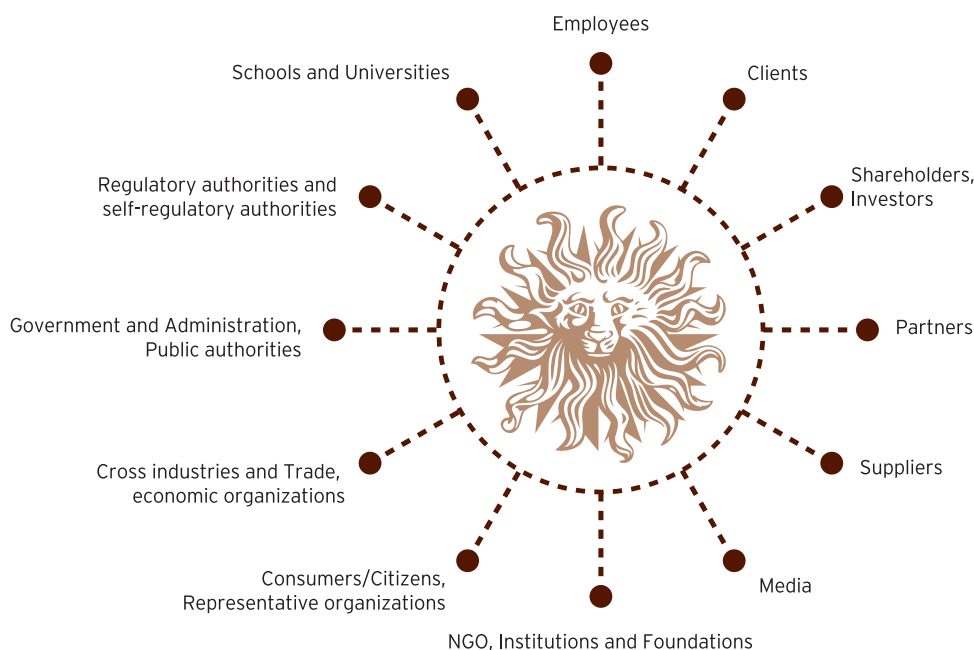 Employees
Clients
Shareholders,
Investors
Partners
Suppliers
Media
NGO, Institutions and Foundations
Consumers/Citizens,
Representative organizations
Cross industries and Trade,
economic organizations
Government and Administration,
Public authorities
Regulatory authorities and
self-regulatory authorities
Schools and Universities